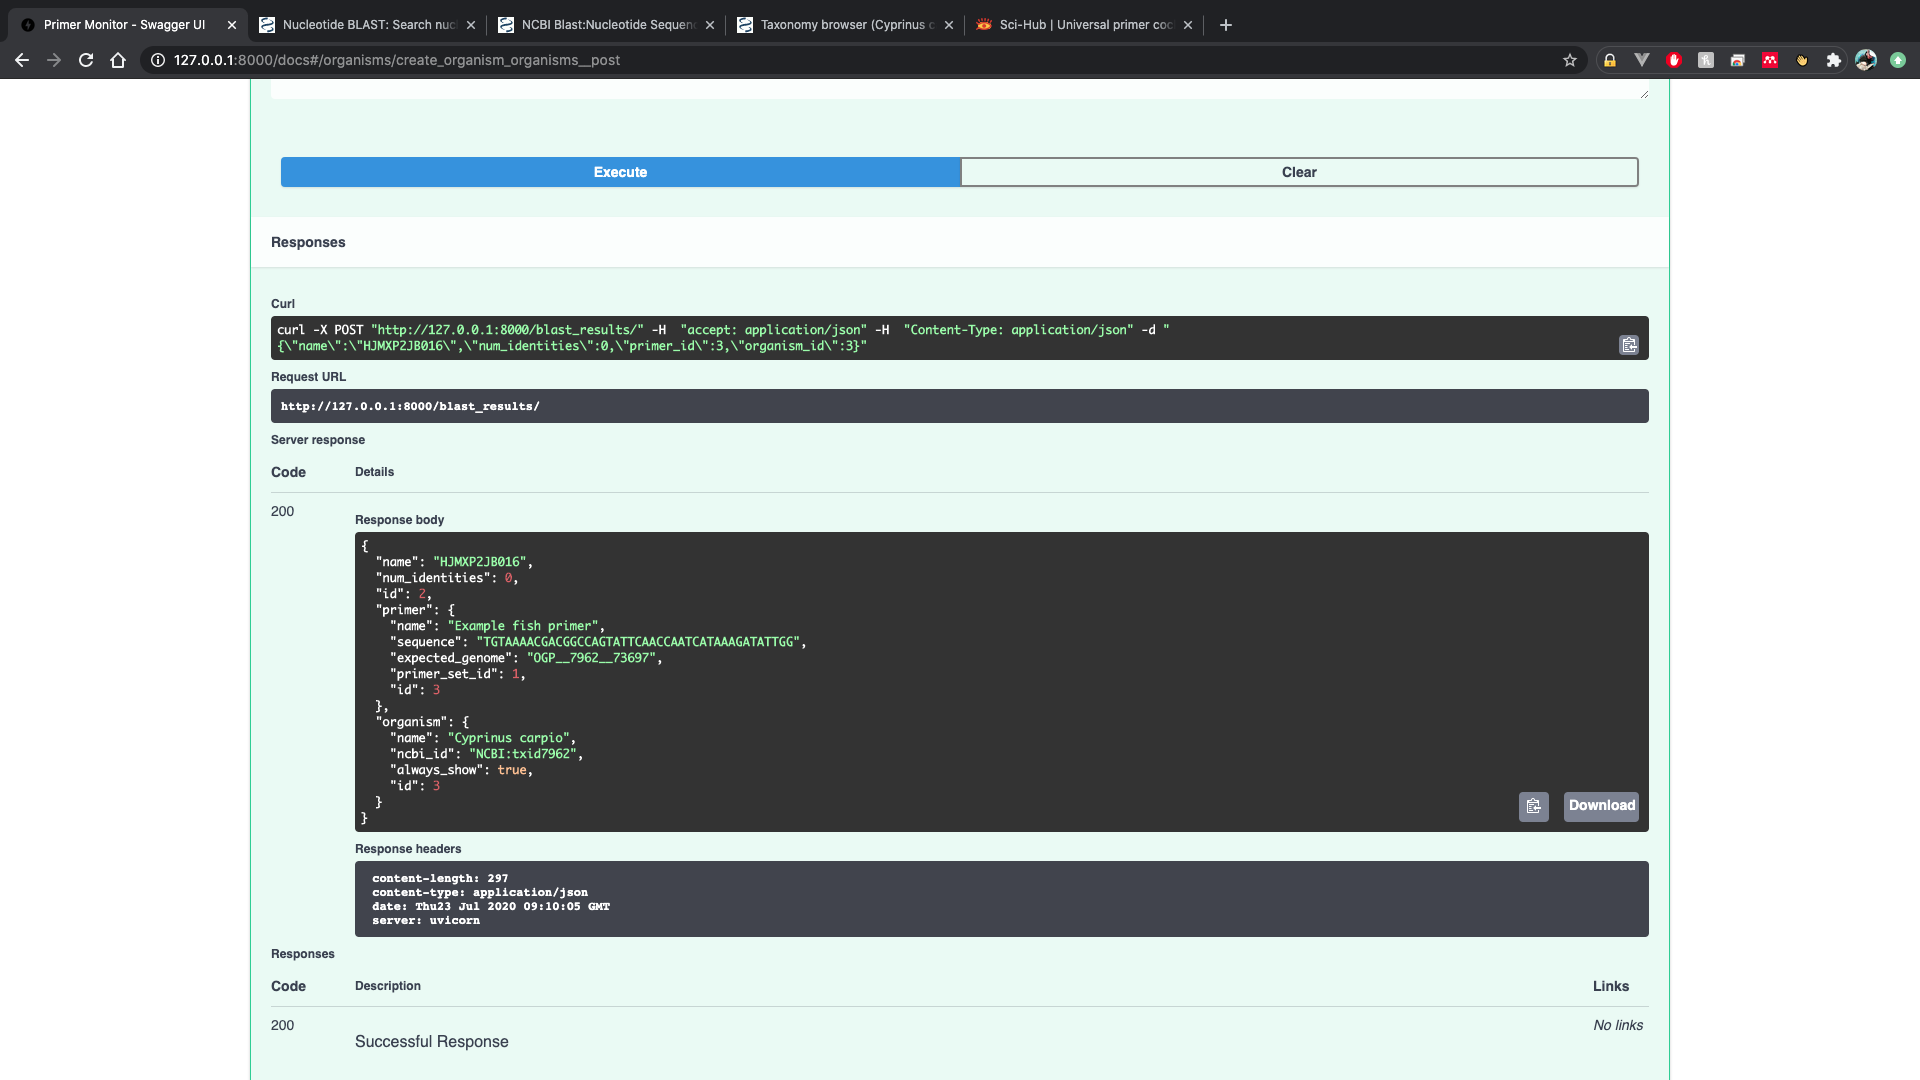 Primer Monitor - Swagger UI
Nucleotide BLAST: Search nuc
NCBI Blast:Nucleotide Sequen
Taxonomy browser (Cyprinus c
Sci-Hub | Universal primer coc
127.0.0.1:8000/docs#/organisms/create_organism_organisms__post
Execute
Clear
Responses
Curl
curl -X POST "http://127.0.0.1:8000/blast_results/" -H  "accept: application/json" -H  "Content-Type: application/json" -d "
{\"name\":\"HJMXP2JB016\",\"num_identities\":0,\"primer_id\":3,\"organism_id\":3}"
Request URL
http://127.0.0.1:8000/blast_results/
Server response
Code
Details
200
Response body
{
"name": "HJMXP2JB016",
"num_identities": 0,
"id": 2,
"primer": {
"name": "Example fish primer",
"sequence": "TGTAAAACGACGGCCAGTATTCAACCAATCATAAAGATATTGG",
"expected_genome": "OGP__7962__73697",
"primer_set_id": 1,
"id": 3
},
"organism": {
"name": "Cyprinus carpio",
"ncbi_id": "NCBI:txid7962",
"always_show": true,
"id": 3
}
}
Download
Response headers
content-length: 297
content-type: application/json
date: Thu23 Jul 2020 09:10:05 GMT
server: uvicorn
Responses
Code
Description
Links
200
Successful Response
No links